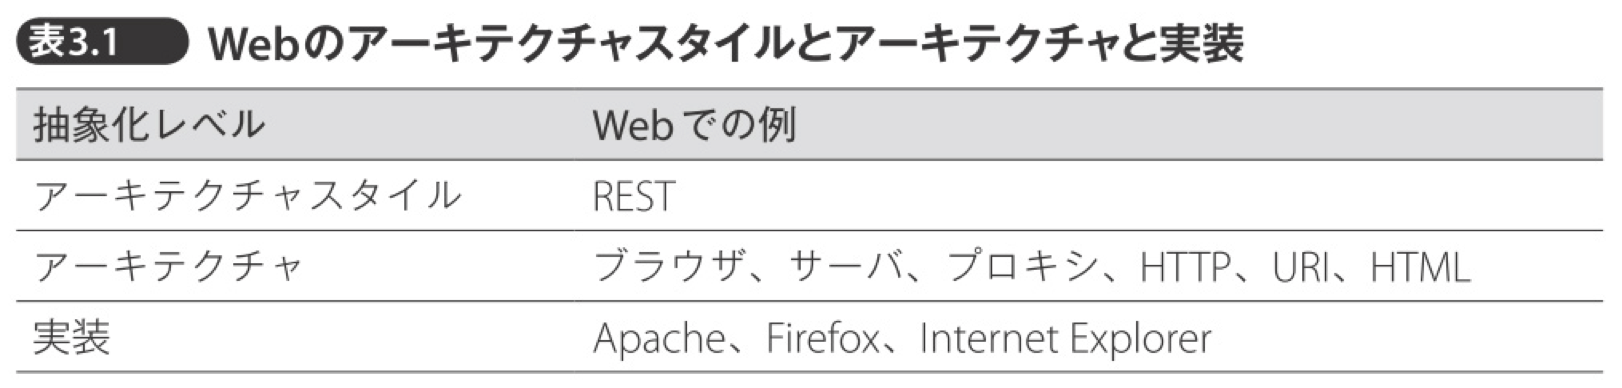 表3.1 Webのアーキテクチャスタイルとアーキテクチャと実装
抽象化レベル Webでの例
アーキテクチャスタイル REST
アーキテクチャ ブラウザ、サーバ、プロキシ、HTTP、URI、HTML
実装 Apache、Firefox、Internet Explorer